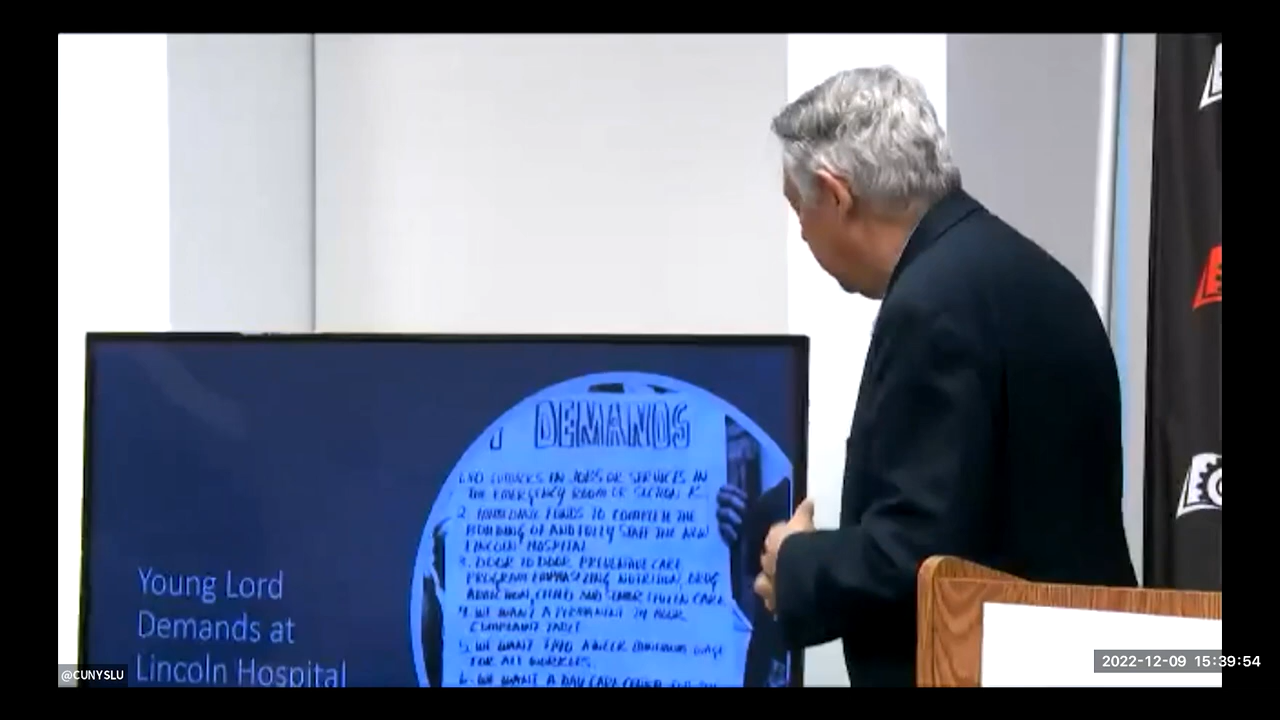 DEMANDS
NO CUTBACKS IN JOBS OR SERVICES IN
THE EMERGENCY ROOM OR SECTION K.
2. IMMEDIATE FUNDS TO COMPLETE THE
BUILDING OF AND FULLY STAFF THE NEW
LINCOLN HOSPITAL
3. DOOR TO DOOR PREVENTIVE CARE
PROGRAM EMPHASIZING NUTRITION, DRUG
ADDICTION, CHILD AND SENIOR CITIZEN CARE
4. WE WANT A PERMANENT 24 HOUR
COMPLAINT TABLE
5. WE WANT $140 A WEEK MINIMUM WAGE
FOR ALL WORKERS.
6. WE WANT A DAY CARE CENTER FOR
Young Lord
Demands at
Lincoln Hospital
@CUNYSLU
2022-12-09 15:39:54